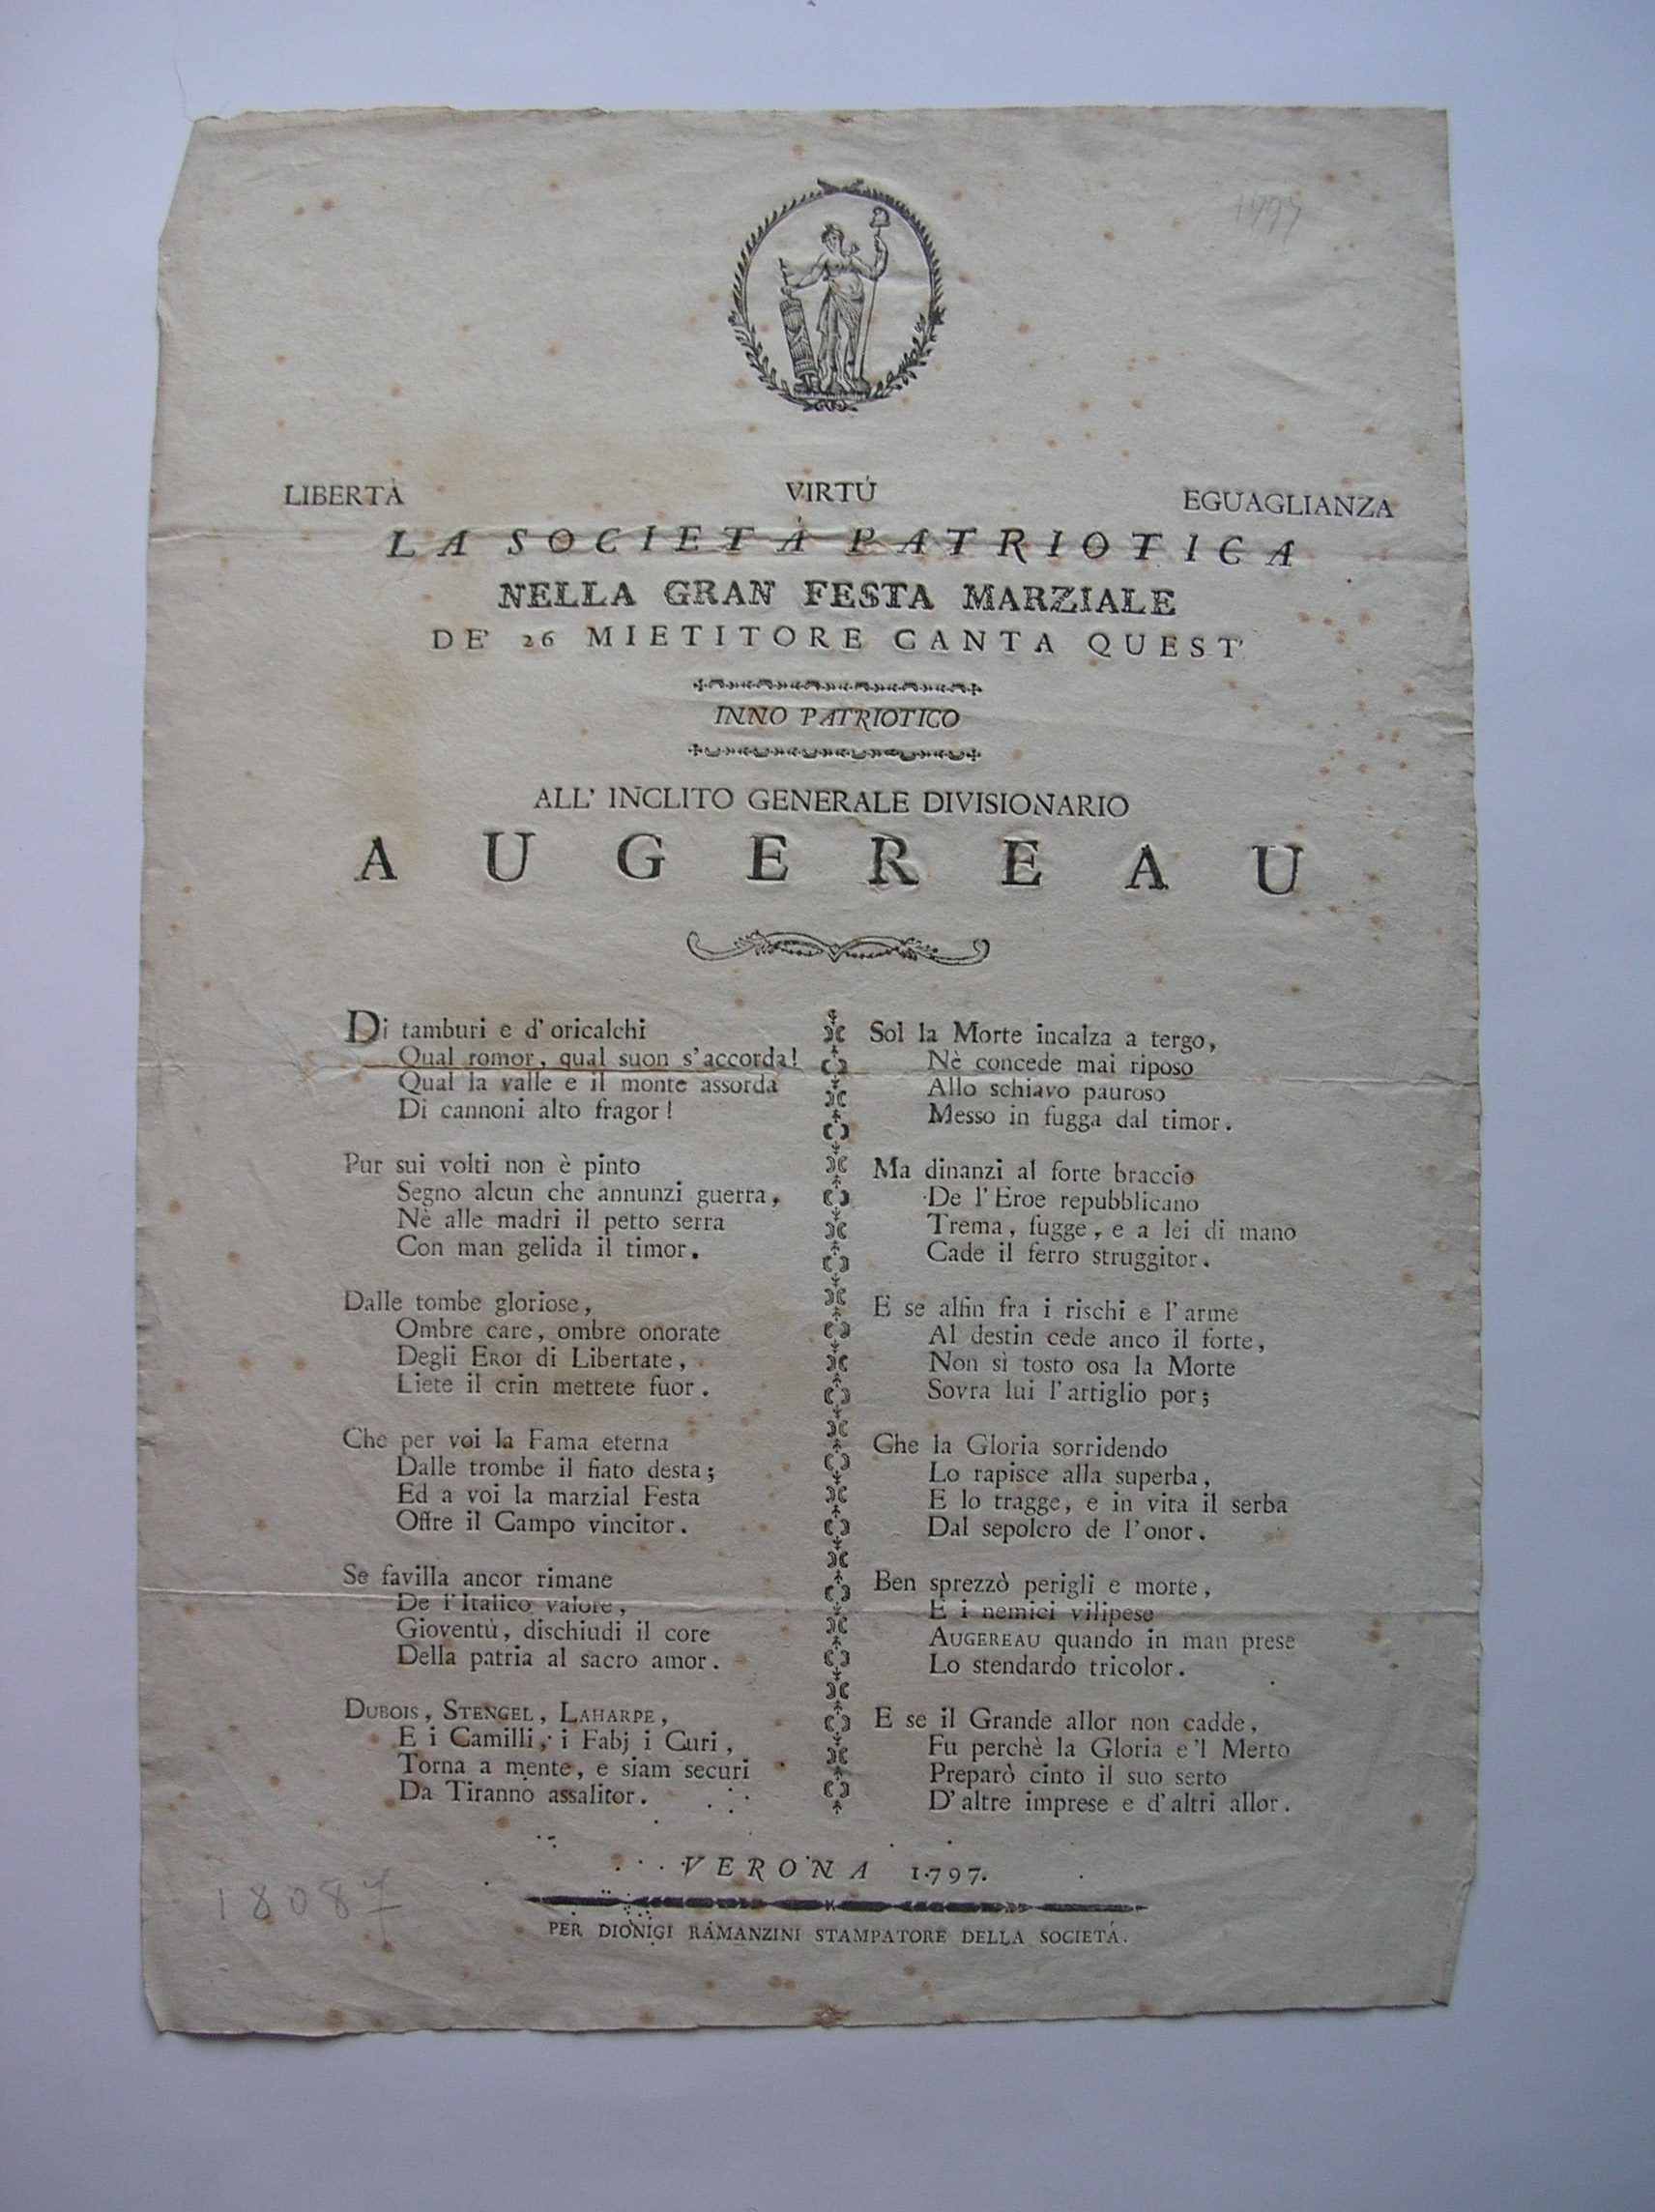 1797
LIBERTÀ VIRTÚ EGUAGLIANZA
LA SOCIETÀ PATRIOTICA
NELLA GRAN FESTA MARZIALE
DE' 26 MIETITORE CANTA QUEST'
INNO PATRIOTICO
ALL' INCLITO GENERALE DIVISIONARIO
AUGEREAU
Di tamburi e d'oricalchi
Qual romor, qual suon s'accorda!
Qual la valle e il monte assorda
Di cannoni alto fragor!
Pur sui volti non è pinto
Segno alcun che annunzi guerra,
Nè alle madri il petto serra
Con man gelida il timor.
Dalle tombe gloriose,
Ombre care, ombre onorate
Degli EROI di Libertate,
Liete il crin mettete fuor.
Che per voi la Fama eterna
Dalle trombe il fiato desta;
Ed a voi la marzial Festa
Offre il Campo vincitor.
Se favilla ancor rimane
De l'Italico valore,
Gioventù, dischiudi il core
Della patria al sacro amor.
DUBOIS, STENGEL, LAHARPE,
E i Camilli, i Fabj i Curi,
Torna a mente, e siam securi
Da Tiranno assalitor.
Sol la Morte incalza a tergo,
Nè concede mai riposo
Allo schiavo pauroso
Messo in fugga dal timor.
Ma dinanzi al forte braccio
De l'Eroe repubblicano
Trema, fugge, e a lei di mano
Cade il ferro struggitor.
E se alfin fra i rischi e l'arme
Al destin cede anco il forte,
Non sì tosto osa la Morte
Sovra lui l'artiglio por;
Ghe la Gloria sorridendo
Lo rapisce alla superba,
E lo tragge, e in vita il serba
Dal sepolcro de l'onor.
Ben sprezzò perigli e morte,
E i nemici vilipese
AUGEREAU quando in man prese
Lo stendardo tricolor.
E se il Grande allor non cadde,
Fu perchè la Gloria e'l Merto
Preparò cinto il suo serto
D'altre imprese e d'altri allor.
VERONA 1797.
18087
PER DIONIGI RAMANZINI STAMPATORE DELLA SOCIETÁ.